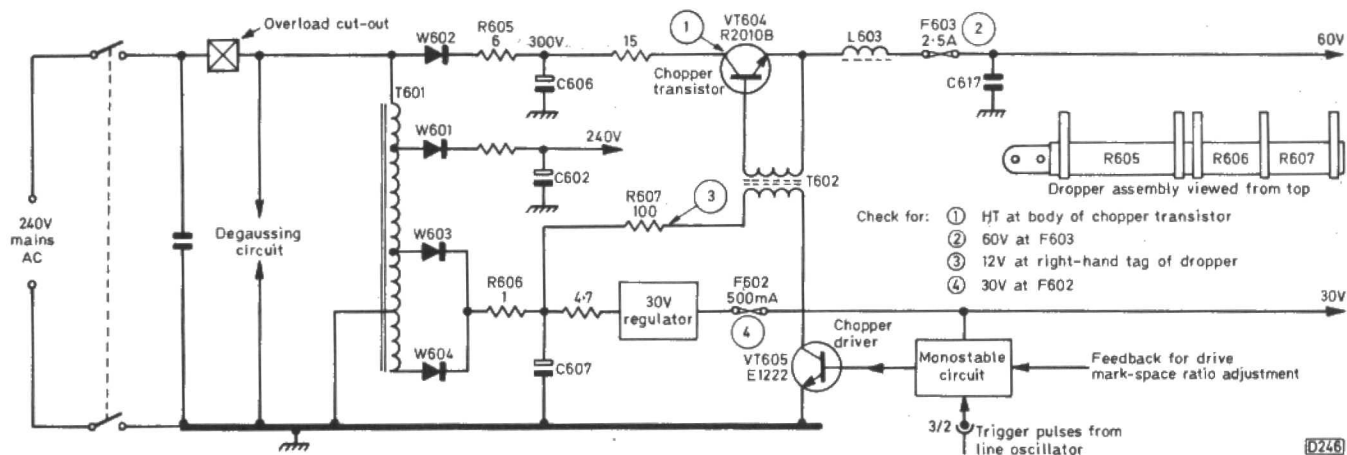 Overload cut-out
W602
R605
6
300V
C606
15
1
VT604
R2010B
Chopper
transistor
L603
F603
2·5A
2
60V
C617
T601
W601
240V
C602
T602
R605
R606
R607
Dropper assembly viewed from top
240V
mains
AC
Degaussing
circuit
R607
100
3
Check for:
1 HT at body of chopper transistor
2 60V at F603
3 12V at right-hand tag of dropper
4 30V at F602
W603
R606
1
4·7
30V
regulator
F602
500mA
4
30V
W604
C607
VT605
E1222
Chopper
driver
Monostable
circuit
Feedback for drive
mark-space ratio adjustment
3/2
Trigger pulses from
line oscillator
D246